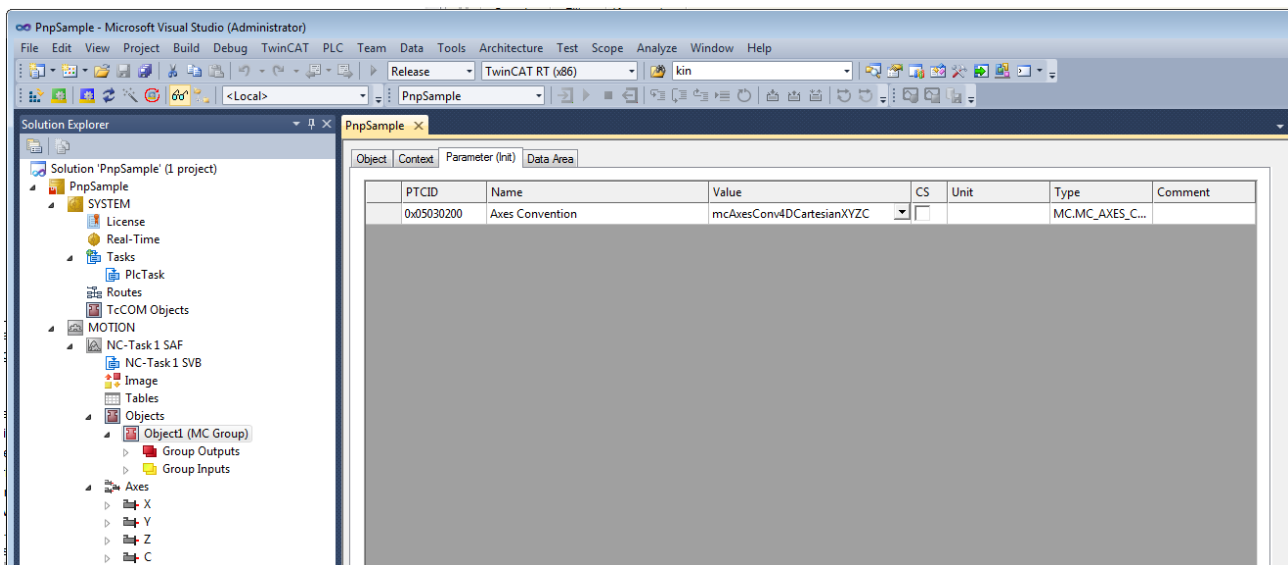 PnpSample - Microsoft Visual Studio (Administrator)
File Edit View Project Build Debug TwinCAT PLC Team Data Tools Architecture Test Scope Analyze Window Help
Release TwinCAT RT (x86) kin
<Local> PnpSample
Solution Explorer
PnpSample
Object Context Parameter (Init) Data Area
Solution 'PnpSample' (1 project)
PnpSample
SYSTEM
License
Real-Time
Tasks
PlcTask
Routes
TcCOM Objects
MOTION
NC-Task 1 SAF
NC-Task 1 SVB
Image
Tables
Objects
Object1 (MC Group)
Group Outputs
Group Inputs
Axes
X
Y
Z
C
PTCID Name Value CS Unit Type Comment
0x05030200 Axes Convention mcAxesConv4DCartesianXYZC MC.MC_AXES_C...